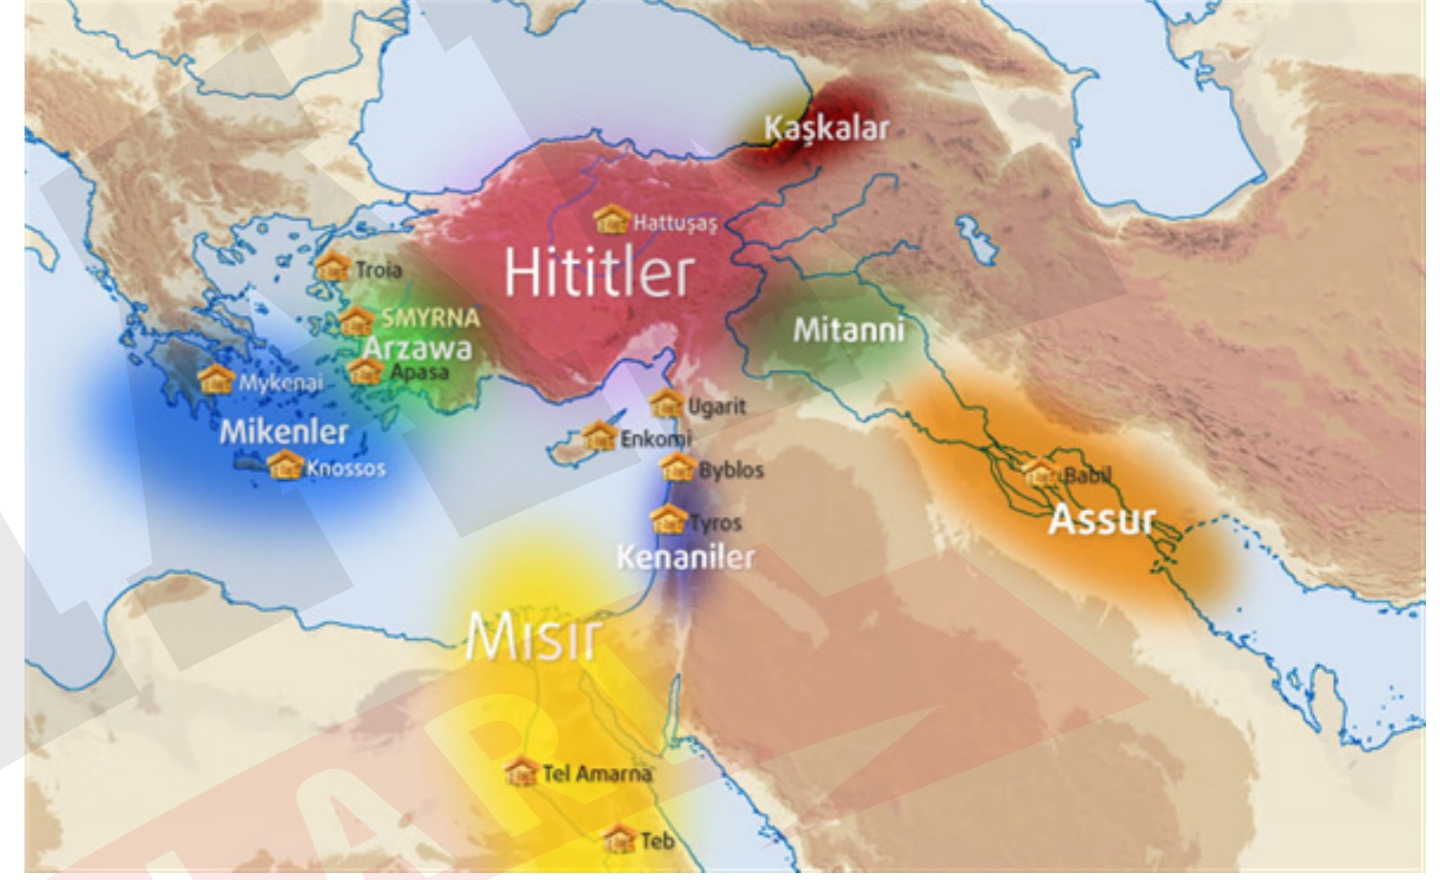 Kaşkalar
Hattuşaş
Hititler
Troia
SMYRNA
Arzawa
Apasa
Mitanni
Mykenai
Mikenler
Knossos
Ugarit
Enkomi
Byblos
Tyros
Kenaniler
Babil
Assur
Mısır
Tel Amarna
Teb